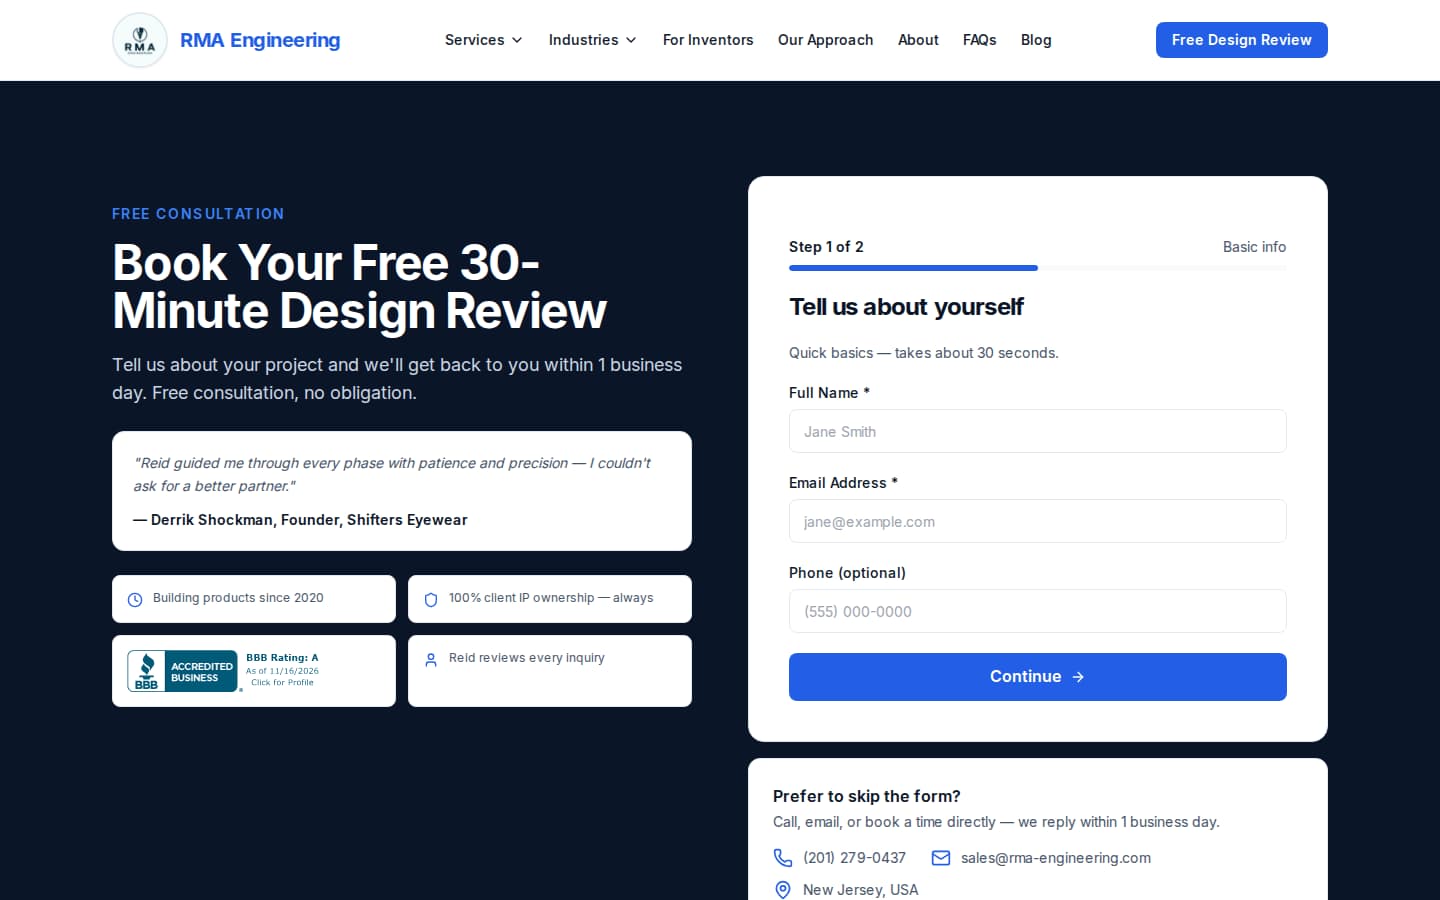 RMA
RMA Engineering
Services
Industries
For Inventors
Our Approach
About
FAQs
Blog
Free Design Review
FREE CONSULTATION
Book Your Free 30-
Minute Design Review
Tell us about your project and we'll get back to you within 1 business
day. Free consultation, no obligation.
"Reid guided me through every phase with patience and precision — I couldn't
ask for a better partner."
— Derrik Shockman, Founder, Shifters Eyewear
Building products since 2020
100% client IP ownership — always
BBB
ACCREDITED
BUSINESS
BBB Rating: A
As of 11/16/2026
Click for Profile
Reid reviews every inquiry
Step 1 of 2
Basic info
Tell us about yourself
Quick basics — takes about 30 seconds.
Full Name *
Jane Smith
Email Address *
jane@example.com
Phone (optional)
(555) 000-0000
Continue →
Prefer to skip the form?
Call, email, or book a time directly — we reply within 1 business day.
(201) 279-0437
sales@rma-engineering.com
New Jersey, USA